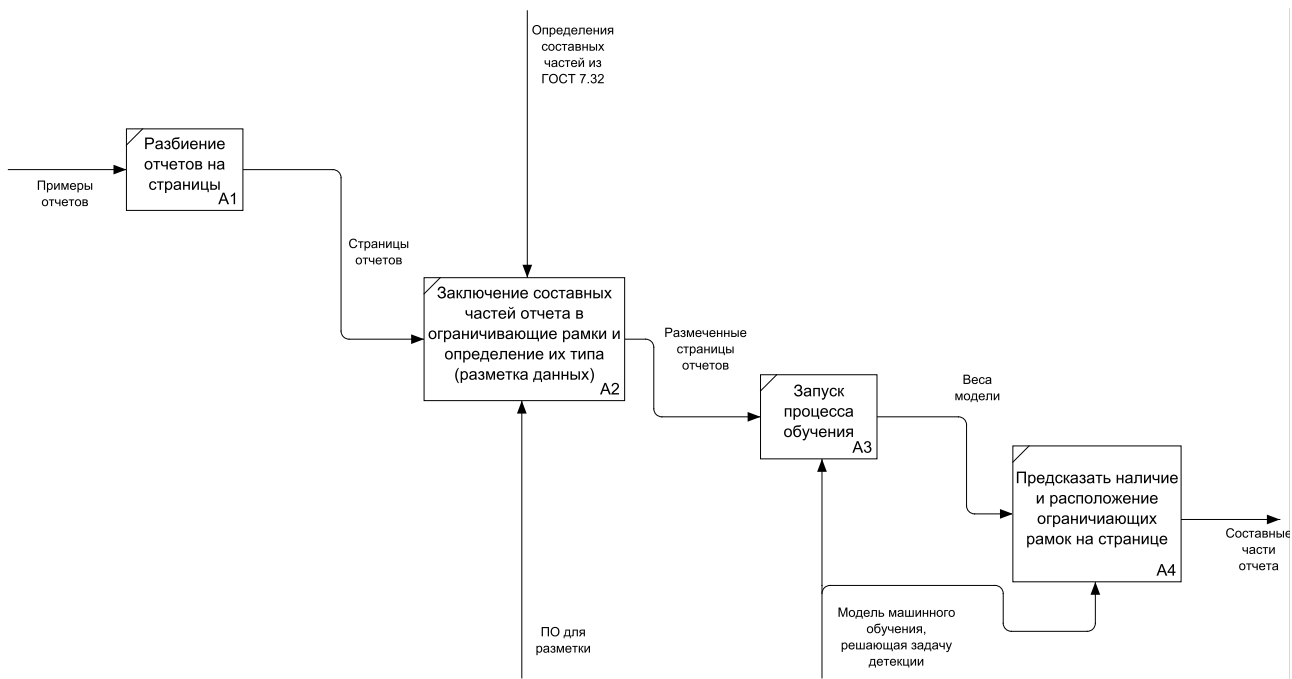 Определения
составных
частей из
ГОСТ 7.32
Разбиение
отчетов на
страницы
A1
Примеры
отчетов
Страницы
отчетов
Заключение составных
частей отчета в
ограничивающие рамки и
определение их типа
(разметка данных)
A2
Размеченные
страницы
отчетов
Запуск
процесса
обучения
A3
Веса
модели
Предсказать наличие
и расположение
ограничиающих
рамок на странице
A4
Составные
части
отчета
Модель машинного
обучения,
решающая задачу
детекции
ПО для
разметки